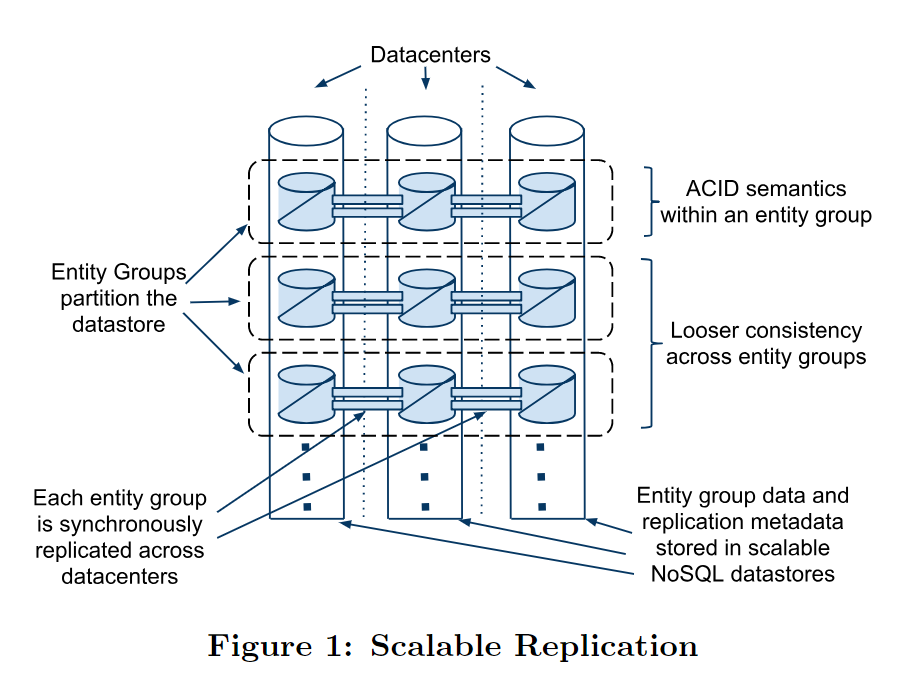 Datacenters
ACID semantics
within an entity group
Entity Groups
partition the
datastore
Looser consistency
across entity groups
Each entity group
is synchronously
replicated across
datacenters
Entity group data and
replication metadata
stored in scalable
NoSQL datastores
Figure 1: Scalable Replication